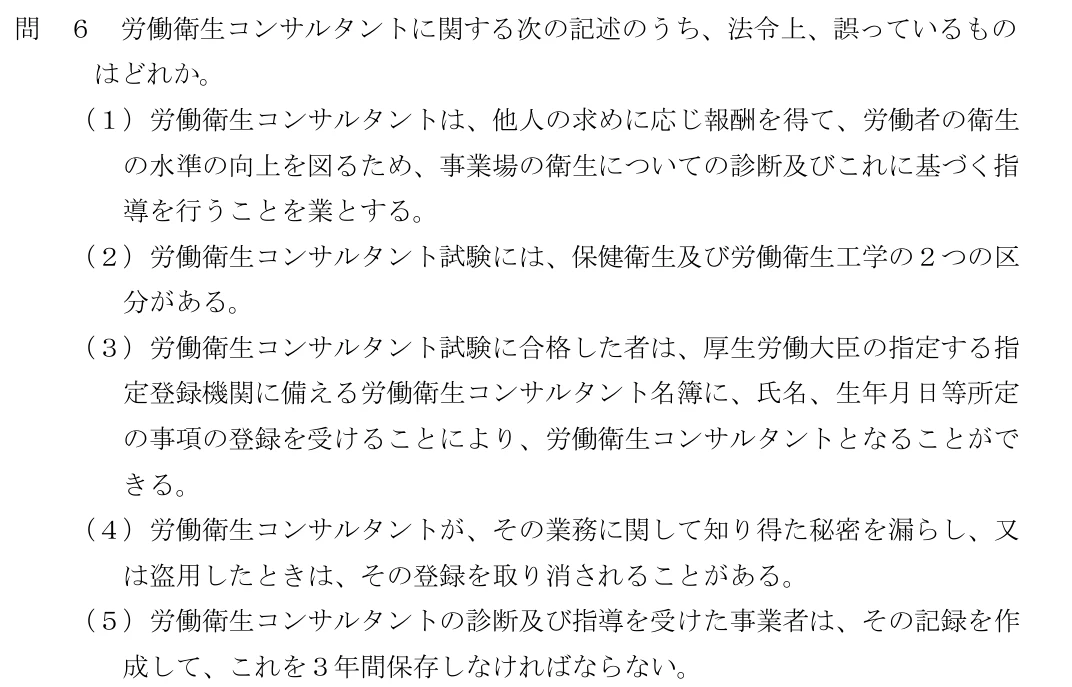 問 6 労働衛生コンサルタントに関する次の記述のうち、法令上、誤っているもの
はどれか。
(1)労働衛生コンサルタントは、他人の求めに応じ報酬を得て、労働者の衛生
の水準の向上を図るため、事業場の衛生についての診断及びこれに基づく指
導を行うことを業とする。
(2)労働衛生コンサルタント試験には、保健衛生及び労働衛生工学の2つの区
分がある。
(3)労働衛生コンサルタント試験に合格した者は、厚生労働大臣の指定する指
定登録機関に備える労働衛生コンサルタント名簿に、氏名、生年月日等所定
の事項の登録を受けることにより、労働衛生コンサルタントとなることがで
きる。
(4)労働衛生コンサルタントが、その業務に関して知り得た秘密を漏らし、又
は盗用したときは、その登録を取り消されることがある。
(5)労働衛生コンサルタントの診断及び指導を受けた事業者は、その記録を作
成して、これを3年間保存しなければならない。